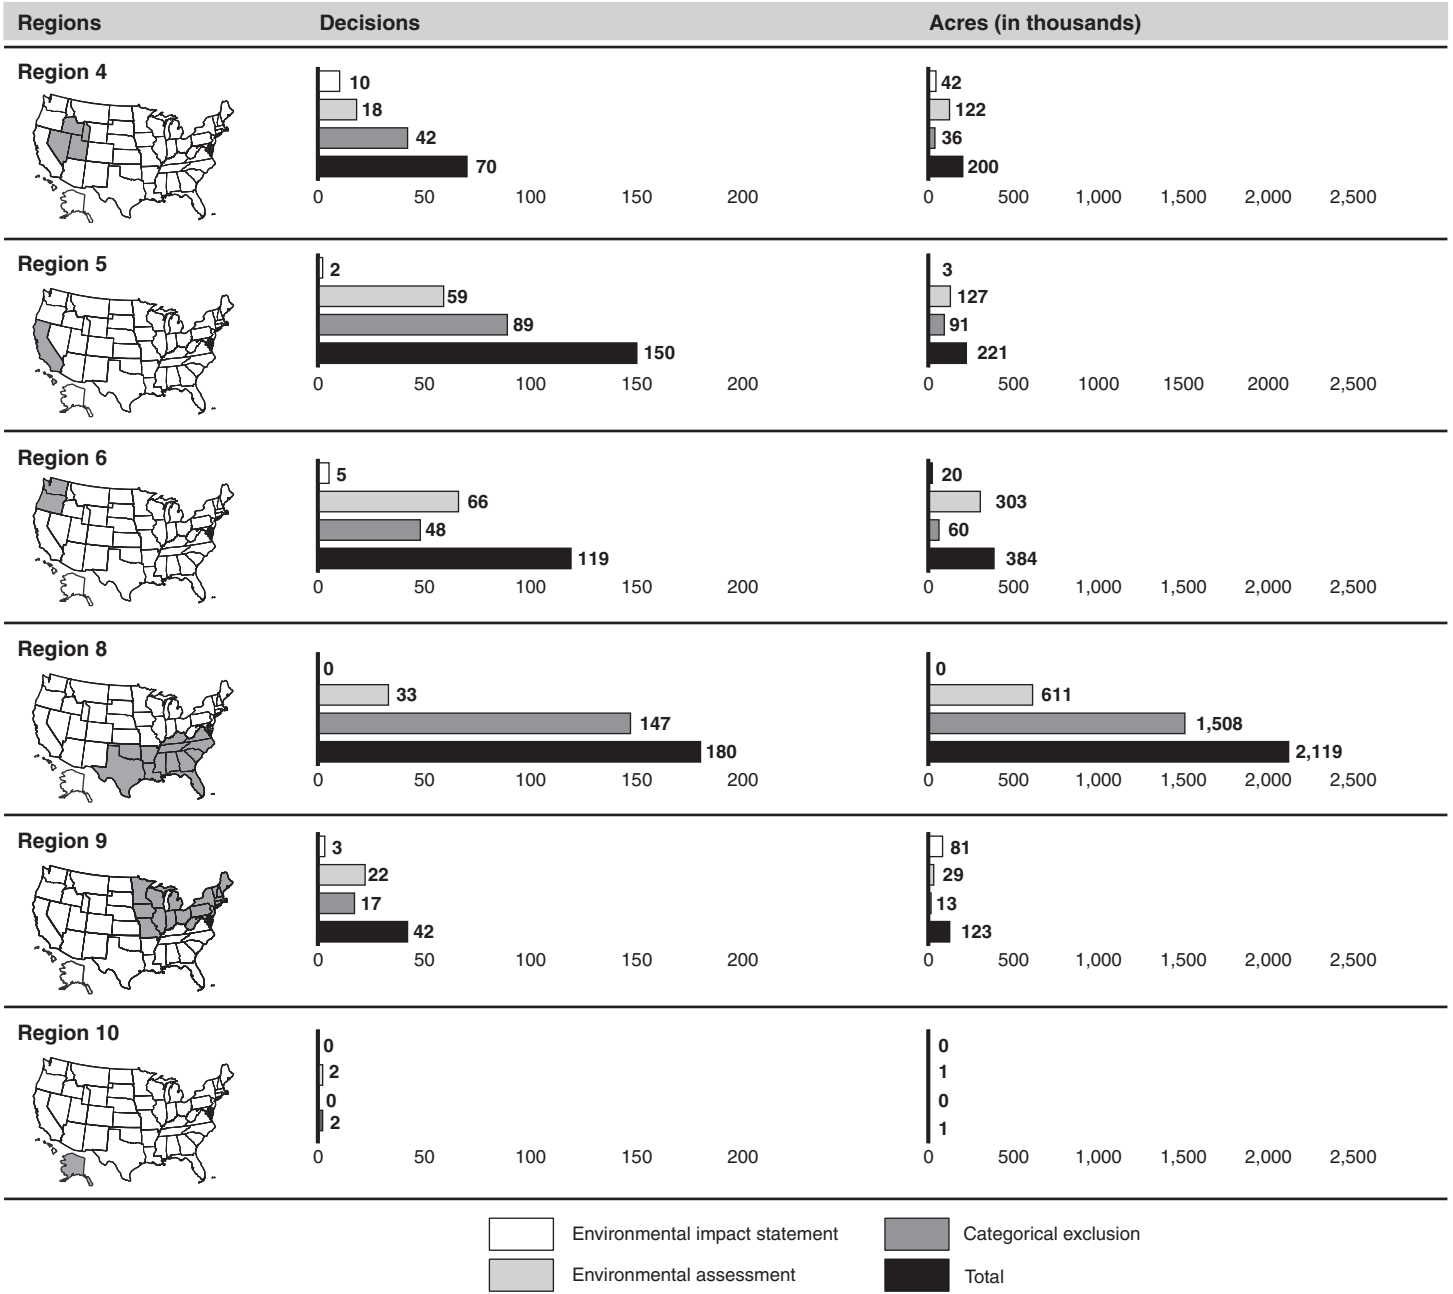 Regions Decisions Acres (in thousands)
Region 4
10
18
42
70
0 50 100 150 200
42
122
36
200
0 500 1,000 1,500 2,000 2,500
Region 5
2
59
89
150
0 50 100 150 200
3
127
91
221
0 500 1000 1500 2000 2,500
Region 6
5
66
48
119
0 50 100 150 200
20
303
60
384
0 500 1,000 1,500 2,000 2,500
Region 8
0
33
147
180
0 50 100 150 200
0
611
1,508
2,119
0 500 1,000 1,500 2,000 2,500
Region 9
3
22
17
42
0 50 100 150 200
81
29
13
123
0 500 1,000 1,500 2,000 2,500
Region 10
0
2
0
2
0 50 100 150 200
0
1
0
1
0 500 1,000 1,500 2,000 2,500
Environmental impact statement
Environmental assessment
Categorical exclusion
Total